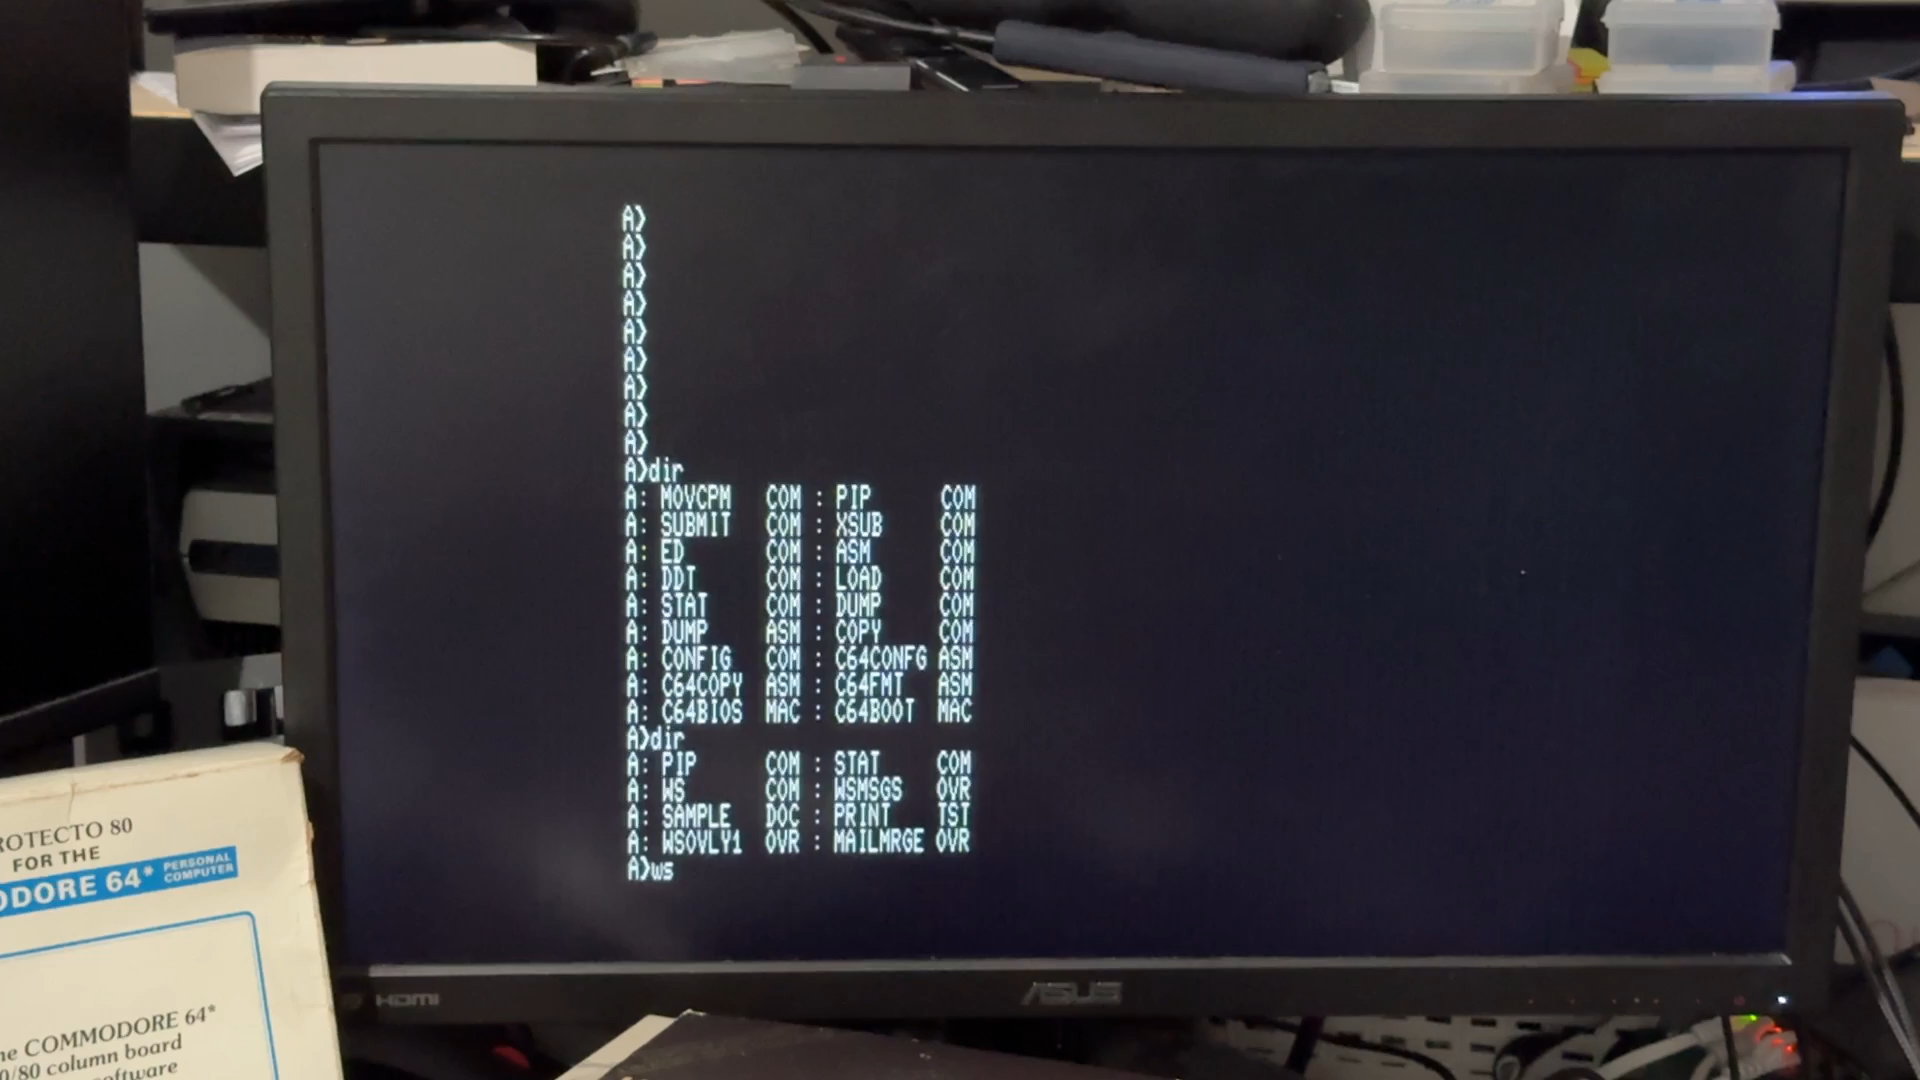 A>
A>
A>
A>
A>
A>
A>
A>
A>
A>dir
A: MOVCPM   COM : PIP      COM
A: SUBMIT   COM : XSUB     COM
A: ED       COM : ASM      COM
A: DDT      COM : LOAD     COM
A: STAT     COM : DUMP     COM
A: DUMP     ASM : COPY     COM
A: CONFIG   COM : C64CONFG ASM
A: C64COPY  ASM : C64FMT   ASM
A: C64BIOS  MAC : C64BOOT  MAC
A>dir
A: PIP      COM : STAT     COM
A: WS       COM : WSMSGS   OVR
A: SAMPLE   DOC : PRINT    TST
A: WSOVLY1  OVR : MAILMRGE OVR
A>ws
HDMI
ASUS
ROTECTO 80
FOR THE
ODORE 64* PERSONAL COMPUTER
he COMMODORE 64*
0/80 column board
oftware